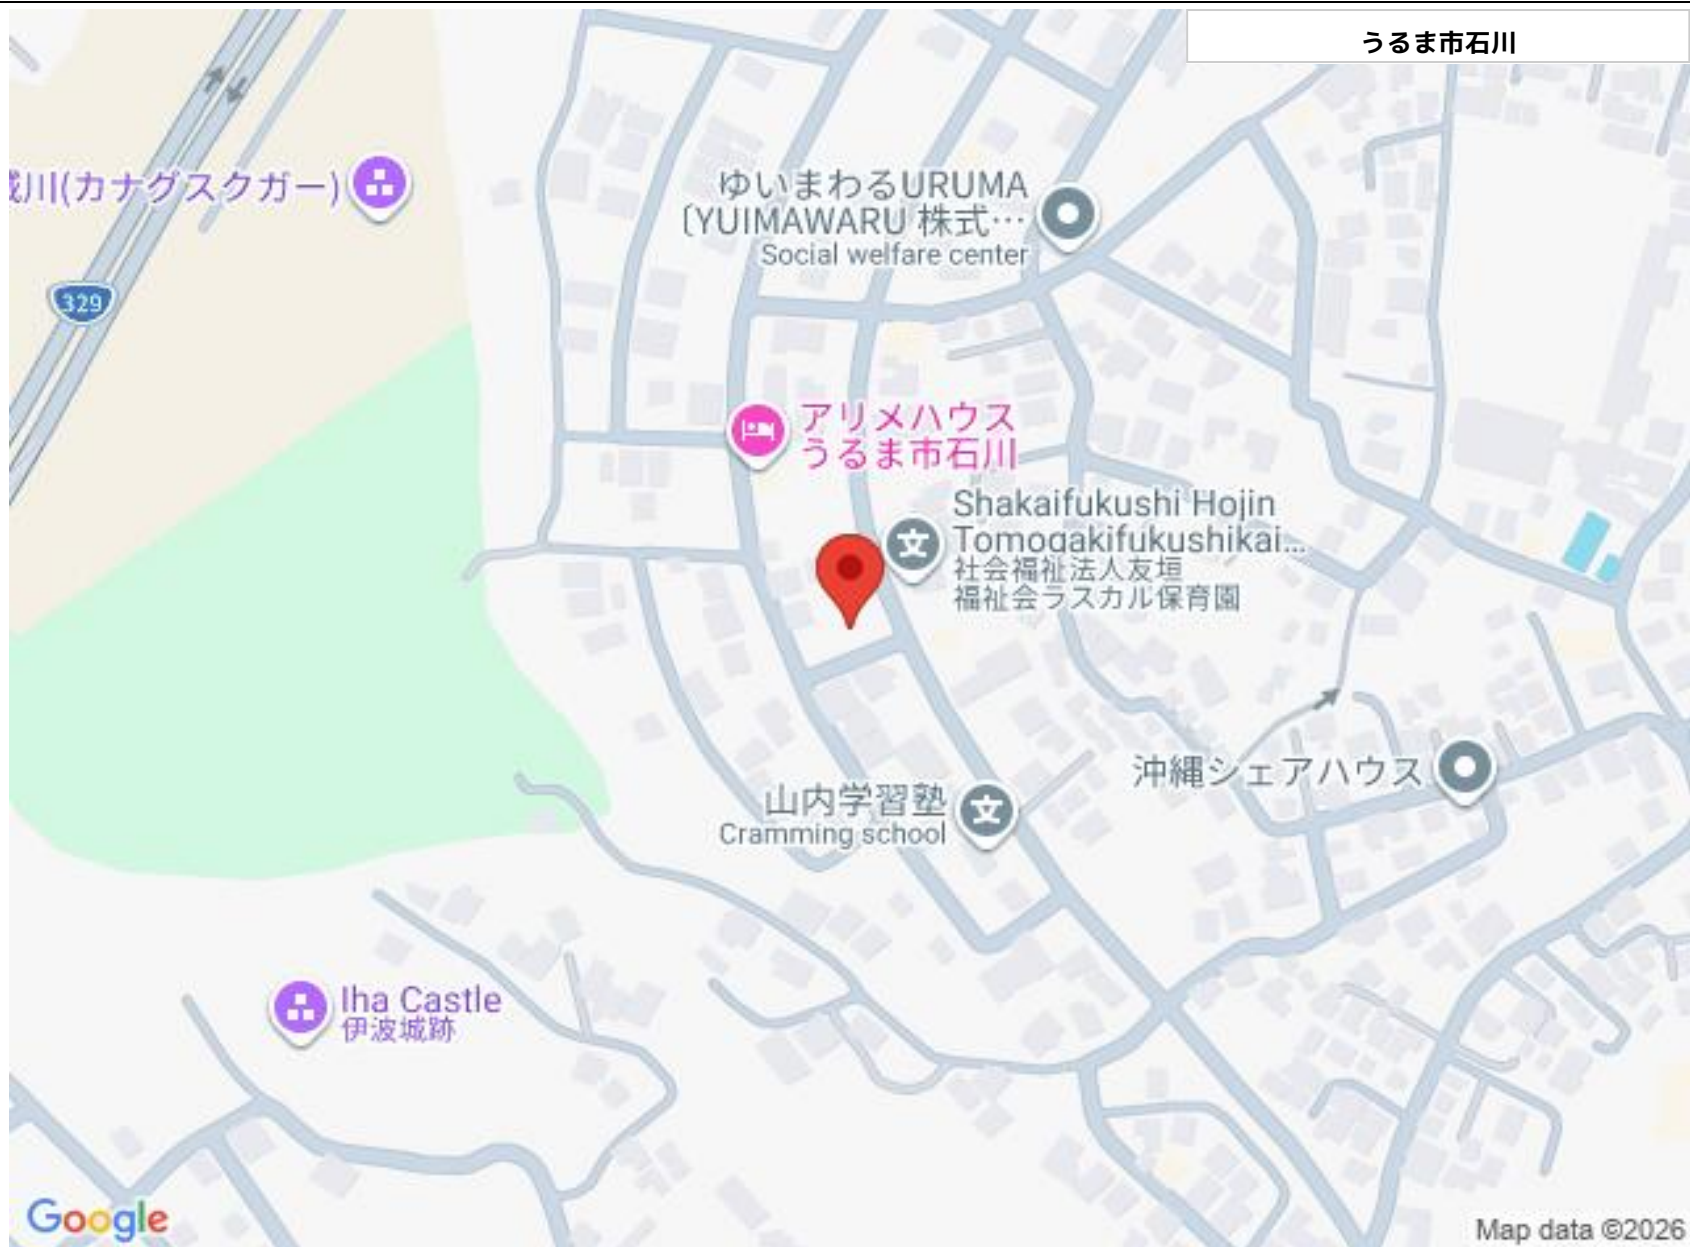 うるま市石川
川(カナグスクガー)
ゆいまわるURUMA
(YUIMAWARU 株式…
Social welfare center
329
アリメハウス
うるま市石川
Shakaifukushi Hojin
Tomogakifukushikai...
社会福祉法人友垣
福祉会ラスカル保育園
文
沖縄シェアハウス
山内学習塾
Cramming school
文
Iha Castle
伊波城跡
Google
Map data ©2026